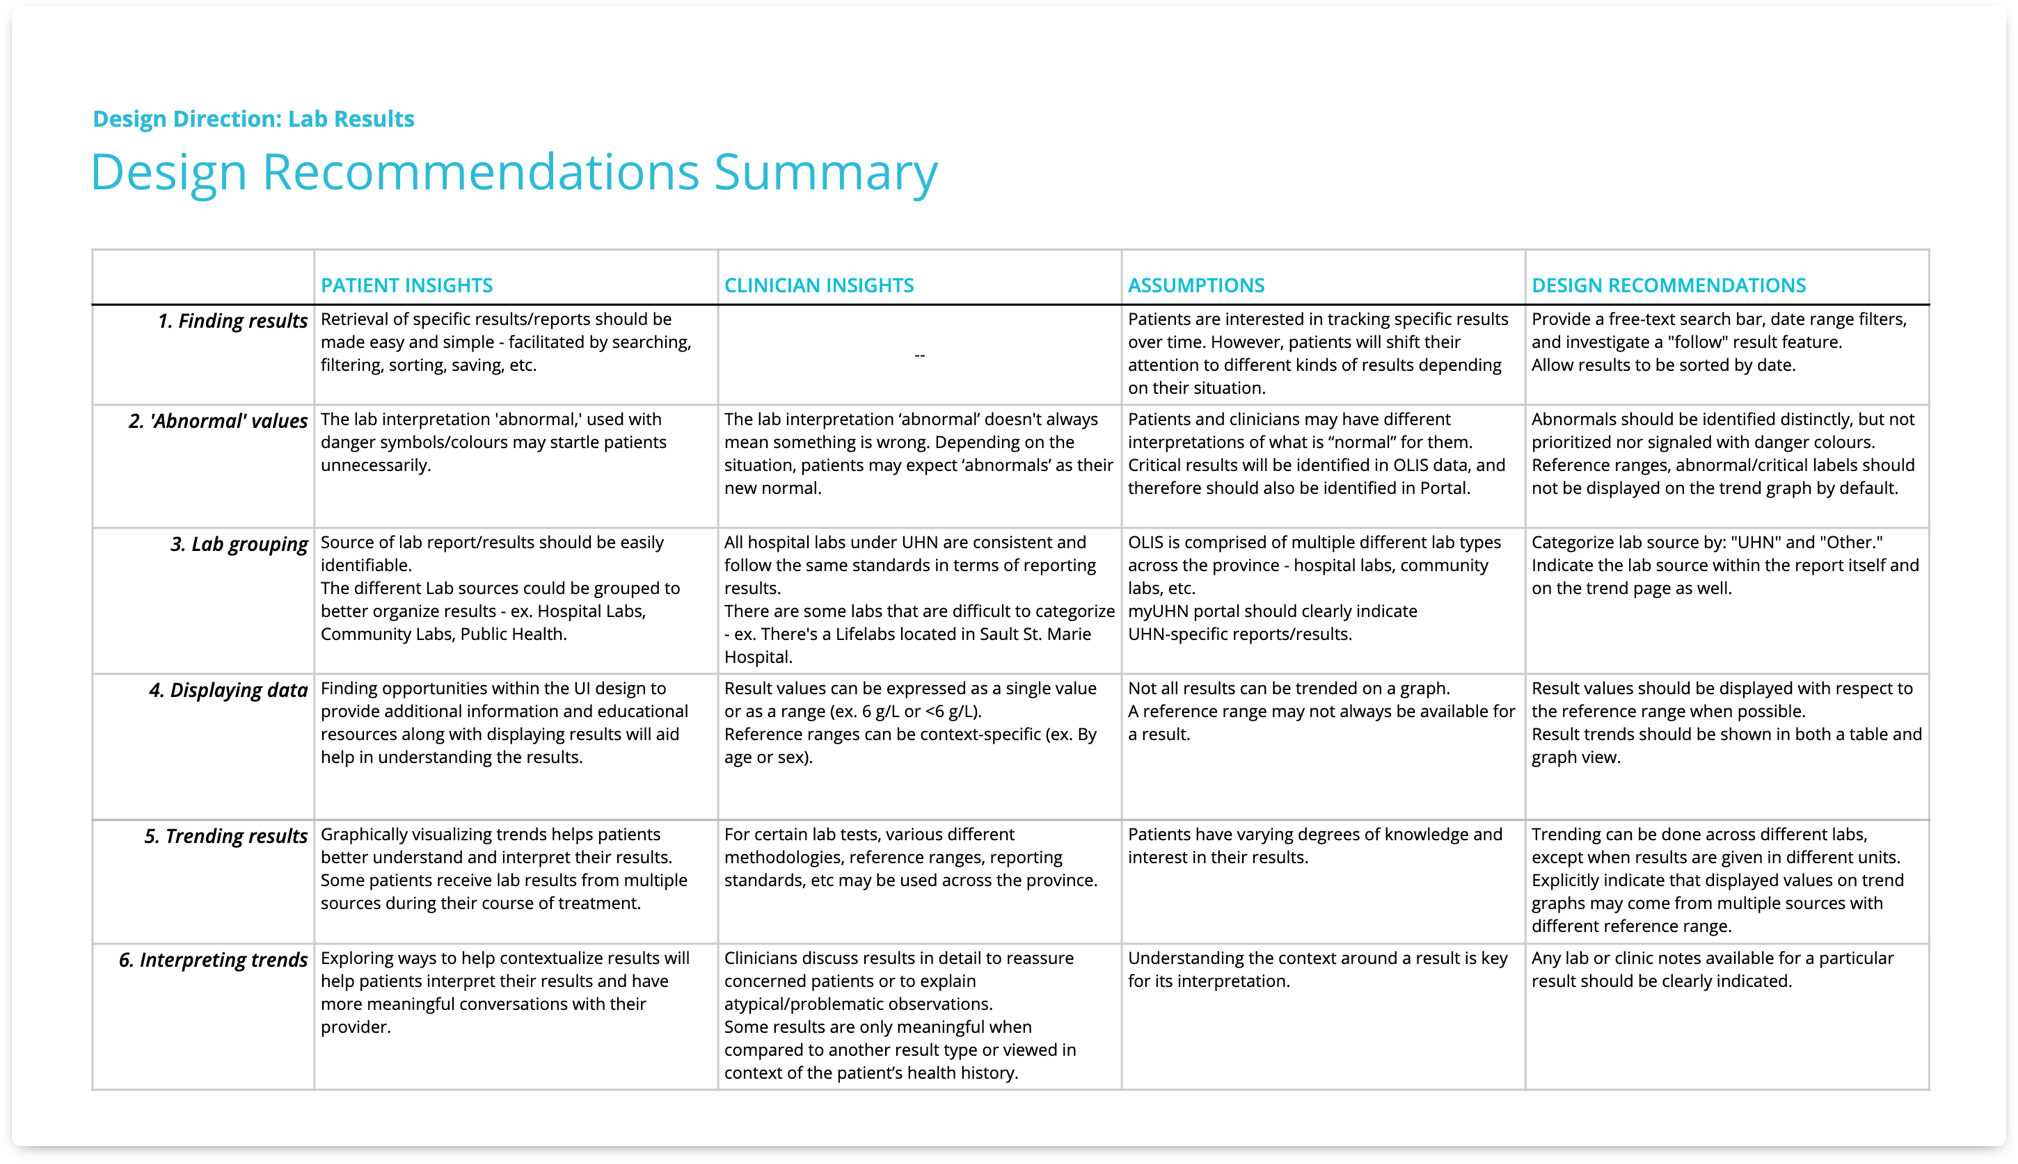 Design Direction: Lab Results
Design Recommendations Summary
PATIENT INSIGHTS
CLINICIAN INSIGHTS
ASSUMPTIONS
DESIGN RECOMMENDATIONS
1. Finding results
Retrieval of specific results/reports should be
made easy and simple - facilitated by searching,
filtering, sorting, saving, etc.
--
Patients are interested in tracking specific results
over time. However, patients will shift their
attention to different kinds of results depending
on their situation.
Provide a free-text search bar, date range filters,
and investigate a "follow" result feature.
Allow results to be sorted by date.
2. 'Abnormal' values
The lab interpretation 'abnormal,' used with
danger symbols/colours may startle patients
unnecessarily.
The lab interpretation ‘abnormal’ doesn't always
mean something is wrong. Depending on the
situation, patients may expect ‘abnormals’ as their
new normal.
Patients and clinicians may have different
interpretations of what is “normal” for them.
Critical results will be identified in OLIS data, and
therefore should also be identified in Portal.
Abnormals should be identified distinctly, but not
prioritized nor signaled with danger colours.
Reference ranges, abnormal/critical labels should
not be displayed on the trend graph by default.
3. Lab grouping
Source of lab report/results should be easily
identifiable.
The different Lab sources could be grouped to
better organize results - ex. Hospital Labs,
Community Labs, Public Health.
All hospital labs under UHN are consistent and
follow the same standards in terms of reporting
results.
There are some labs that are difficult to categorize
- ex. There's a Lifelabs located in Sault St. Marie
Hospital.
OLIS is comprised of multiple different lab types
across the province - hospital labs, community
labs, etc.
myUHN portal should clearly indicate
UHN-specific reports/results.
Categorize lab source by: "UHN" and "Other."
Indicate the lab source within the report itself and
on the trend page as well.
4. Displaying data
Finding opportunities within the UI design to
provide additional information and educational
resources along with displaying results will aid
help in understanding the results.
Result values can be expressed as a single value
or as a range (ex. 6 g/L or <6 g/L).
Reference ranges can be context-specific (ex. By
age or sex).
Not all results can be trended on a graph.
A reference range may not always be available for
a result.
Result values should be displayed with respect to
the reference range when possible.
Result trends should be shown in both a table and
graph view.
5. Trending results
Graphically visualizing trends helps patients
better understand and interpret their results.
Some patients receive lab results from multiple
sources during their course of treatment.
For certain lab tests, various different
methodologies, reference ranges, reporting
standards, etc may be used across the province.
Patients have varying degrees of knowledge and
interest in their results.
Trending can be done across different labs,
except when results are given in different units.
Explicitly indicate that displayed values on trend
graphs may come from multiple sources with
different reference range.
6. Interpreting trends
Exploring ways to help contextualize results will
help patients interpret their results and have
more meaningful conversations with their
provider.
Clinicians discuss results in detail to reassure
concerned patients or to explain
atypical/problematic observations.
Some results are only meaningful when
compared to another result type or viewed in
context of the patient’s health history.
Understanding the context around a result is key
for its interpretation.
Any lab or clinic notes available for a particular
result should be clearly indicated.